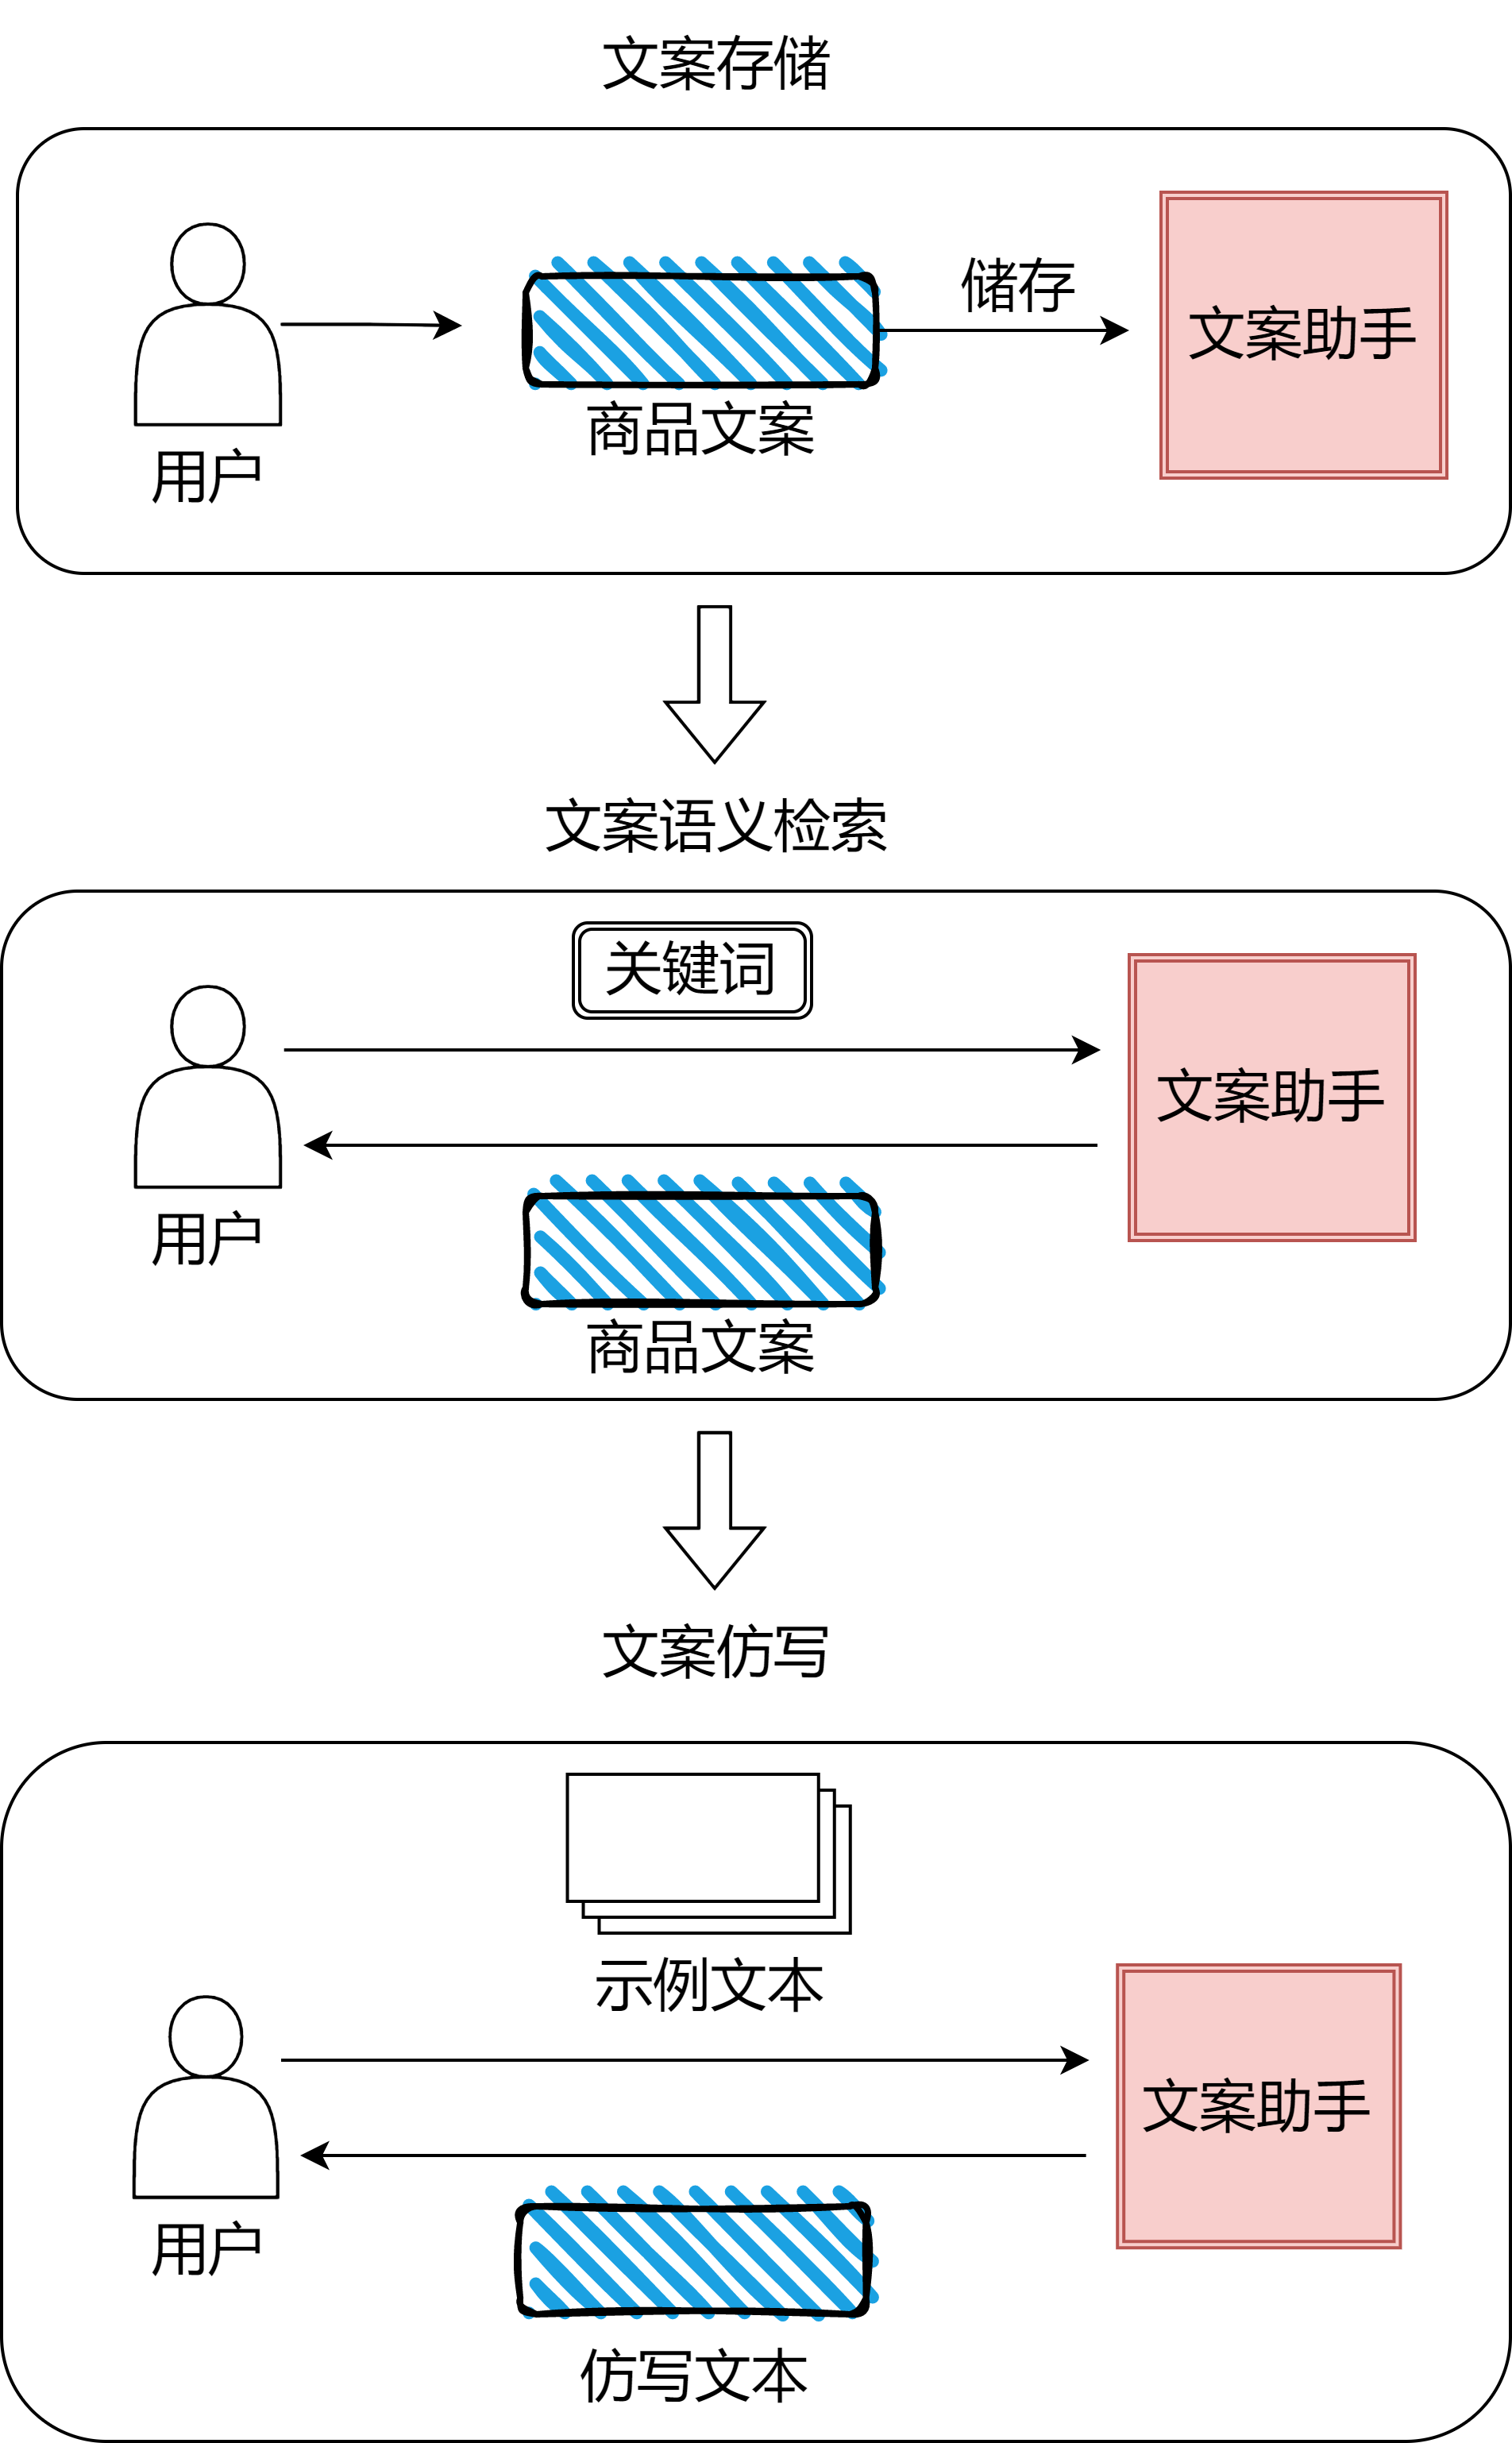 文案存储
储存
文案助手
商品文案
用户
文案语义检索
关键词
文案助手
用户
商品文案
文案仿写
示例文本
文案助手
用户
仿写文本